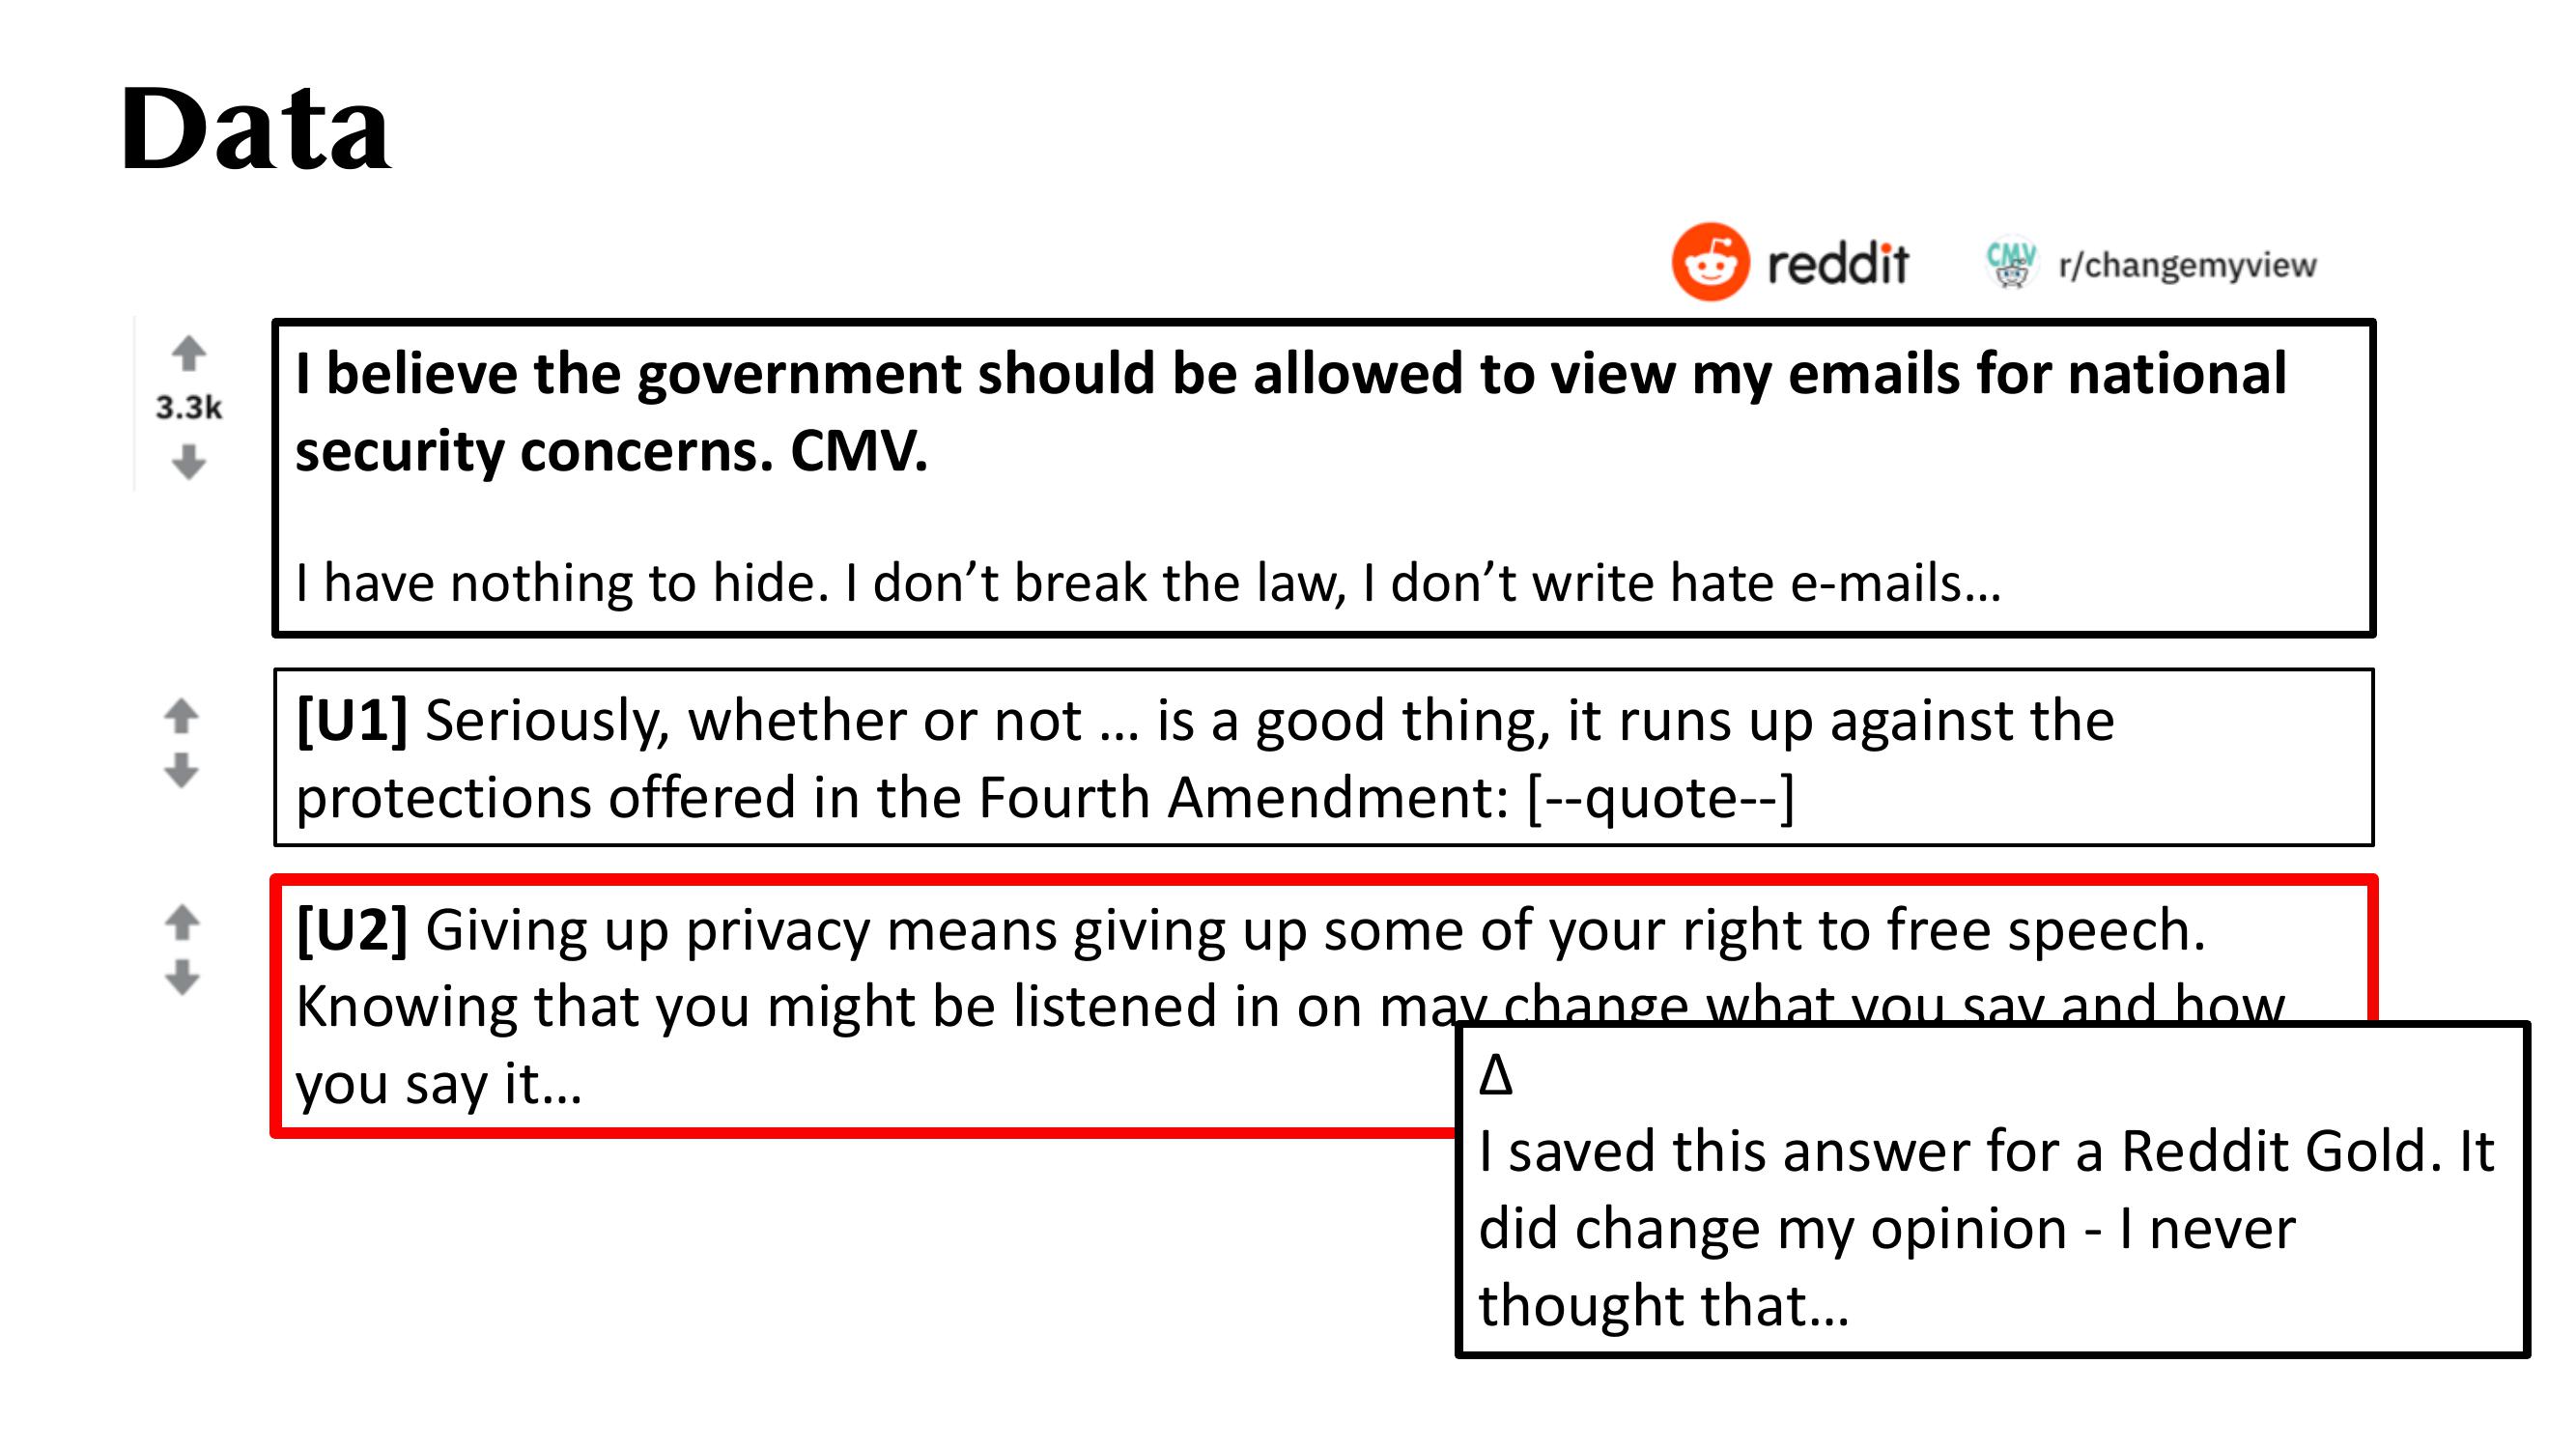 Data
reddit
CMV
r/changemyview
3.3k
I believe the government should be allowed to view my emails for national
security concerns. CMV.
I have nothing to hide. I don’t break the law, I don’t write hate e-mails…
[U1] Seriously, whether or not … is a good thing, it runs up against the
protections offered in the Fourth Amendment: [--quote--]
[U2] Giving up privacy means giving up some of your right to free speech.
Knowing that you might be listened in on may change what you say and how
you say it…
Δ
I saved this answer for a Reddit Gold. It
did change my opinion - I never
thought that…